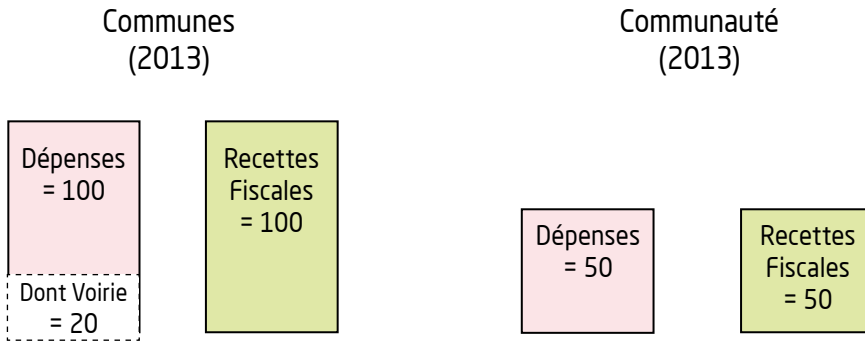 Communes
(2013)
Communauté
(2013)
Dépenses
= 100
Dont Voirie
= 20
Recettes
Fiscales
= 100
Dépenses
= 50
Recettes
Fiscales
= 50